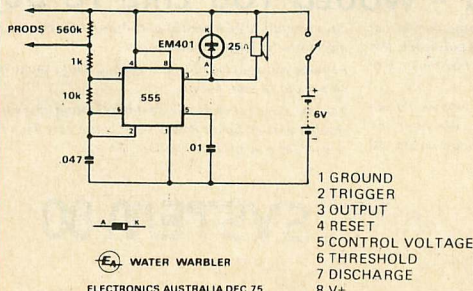 PRODS
560k
1k
10k
.047
7
6
2
4
8
555
3
5
1
EM401
K
A
25 Ω
.01
+
6V
−
A K
EA WATER WARBLER
ELECTRONICS AUSTRALIA DEC 75
1 GROUND
2 TRIGGER
3 OUTPUT
4 RESET
5 CONTROL VOLTAGE
6 THRESHOLD
7 DISCHARGE
8 V+